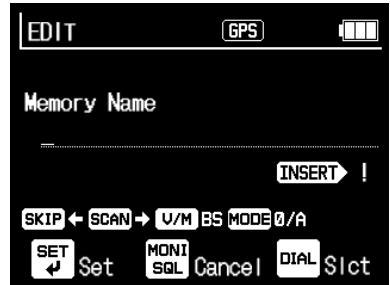 EDIT GPS
Memory Name
INSERT !
SKIP ← SCAN → V/M BS MODE 0/A
SET ↵ Set MONI SQL Cancel DIAL Slct